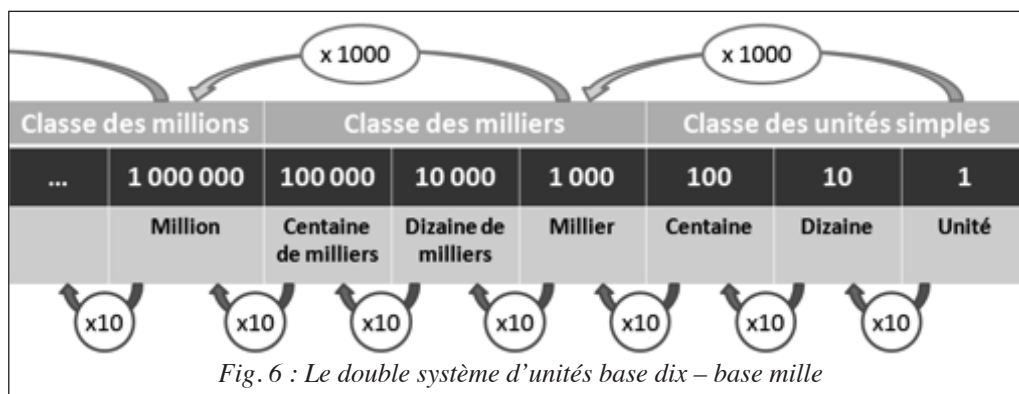 x 1000 x 1000
Classe des millions Classe des milliers Classe des unités simples
... 1 000 000 100 000 10 000 1 000 100 10 1
Million Centaine de milliers Dizaine de milliers Millier Centaine Dizaine Unité
x10 x10 x10 x10 x10 x10 x10
Fig. 6 : Le double système d'unités base dix – base mille